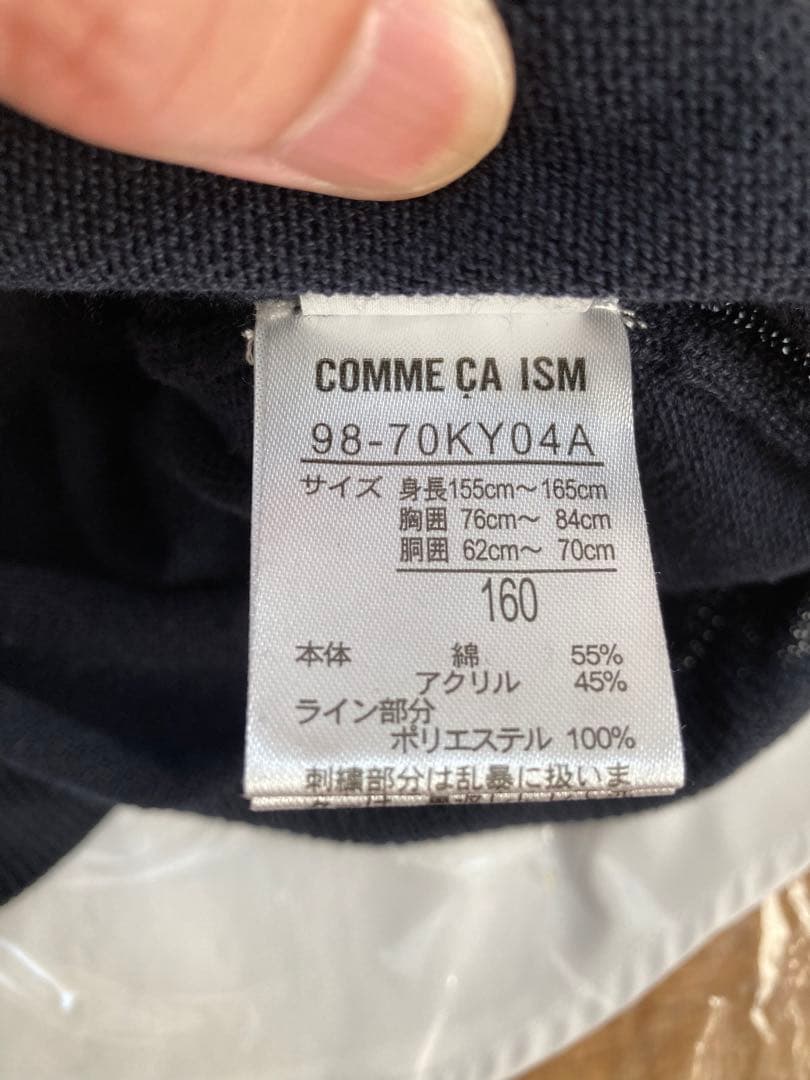 COMME ÇA ISM
98-70KY04A
サイズ 身長155cm～165cm
胸囲 76cm～ 84cm
胴囲 62cm～ 70cm
160
本体 綿 55%
アクリル 45%
ライン部分
ポリエステル 100%
刺繍部分は乱暴に扱いま